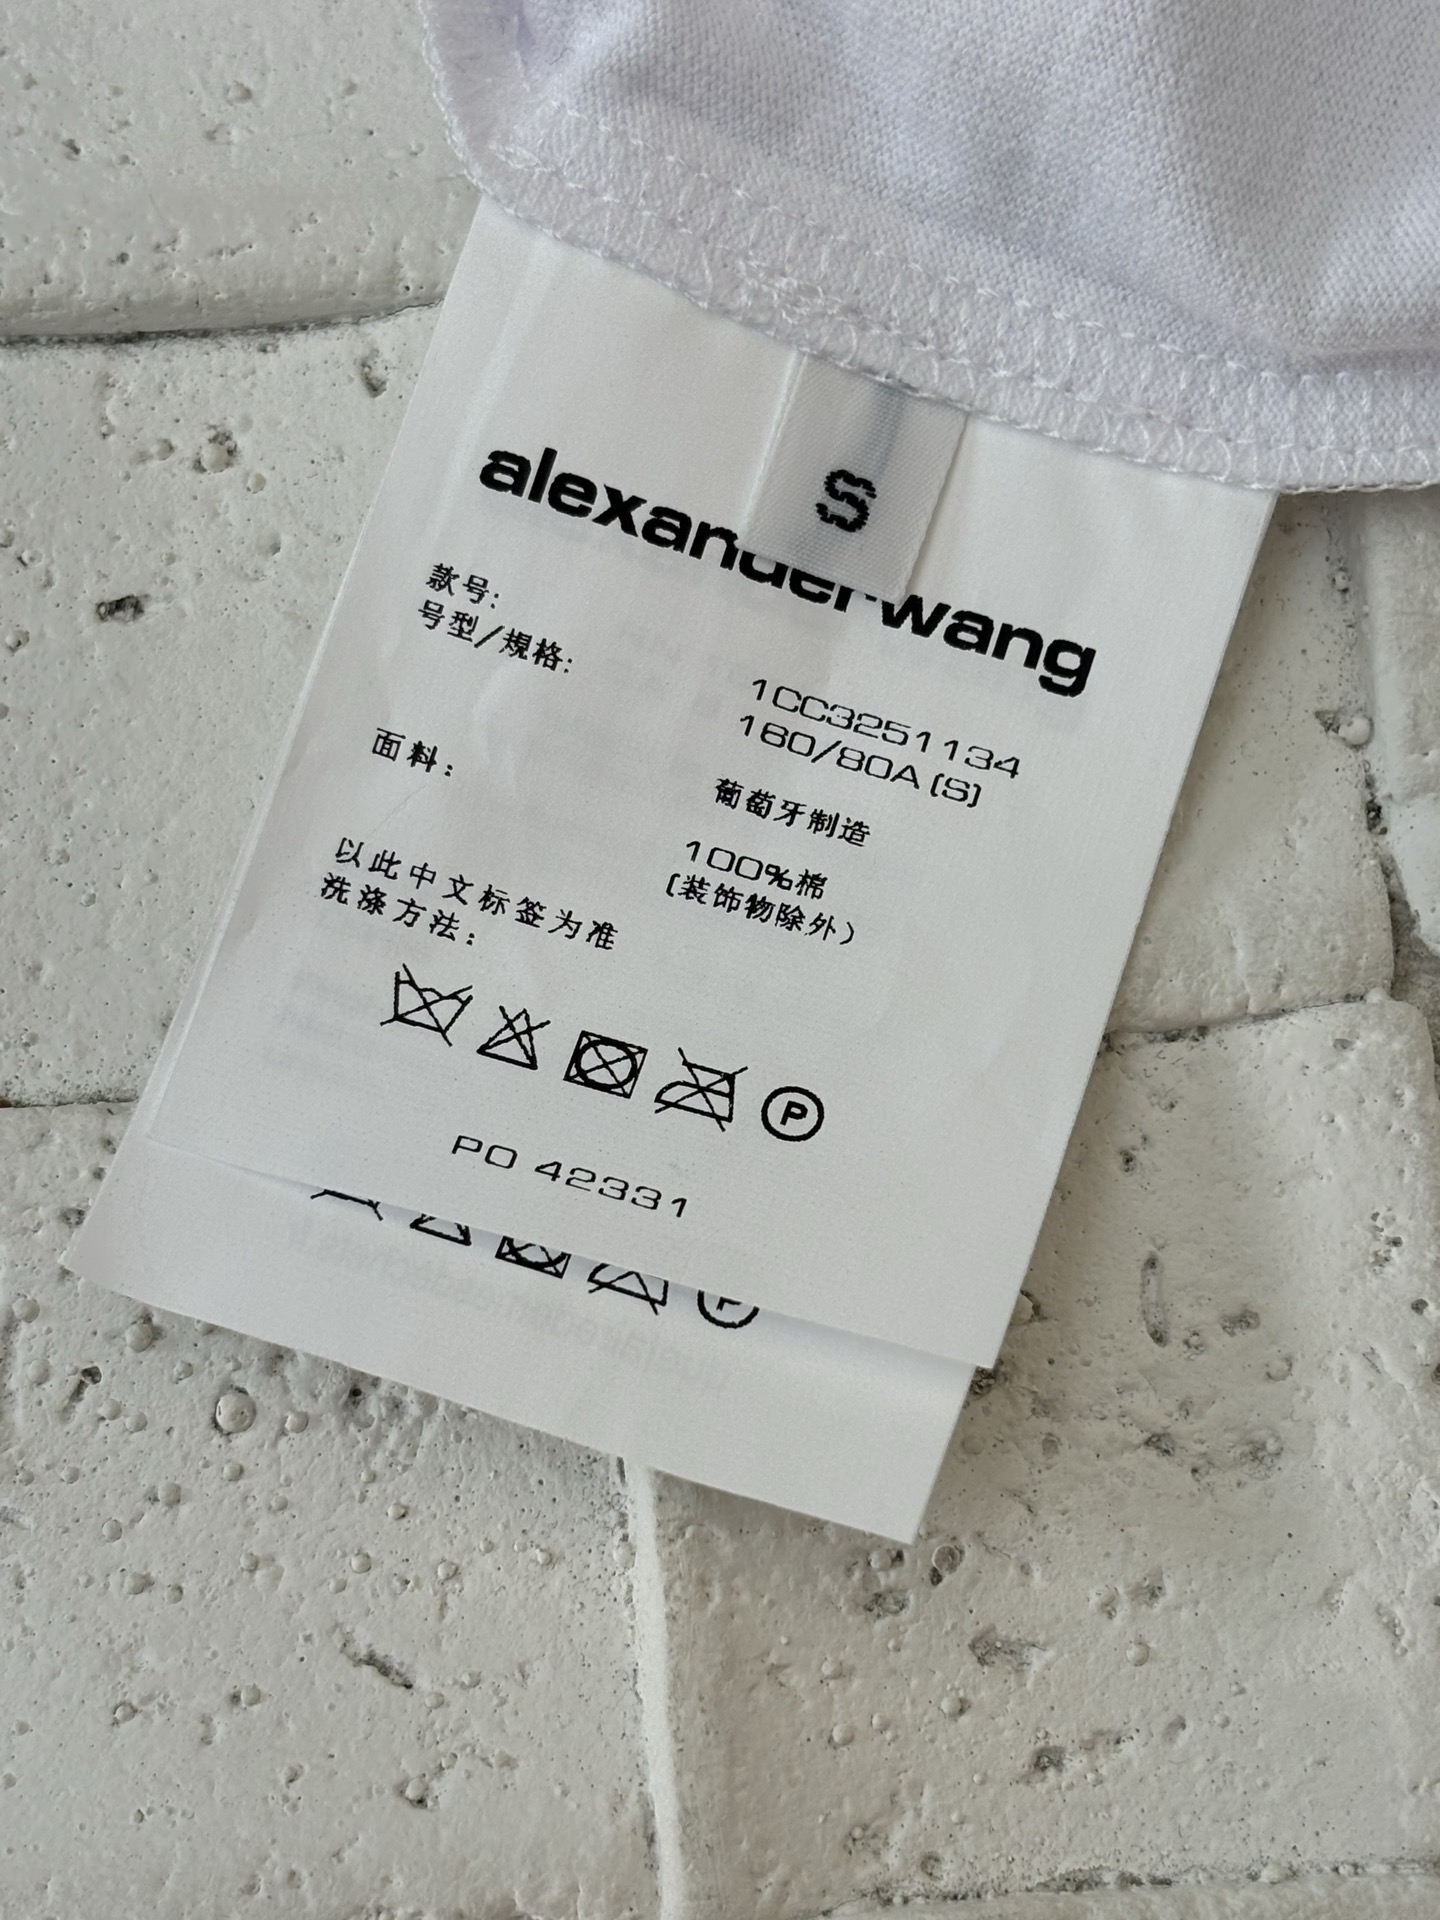 S
alexanderwang
款号:
1CC3251134
号型/規格:
160/80A (S)
葡萄牙制造
面料:
100%棉
(装饰物除外)
以此中文标签为准
洗涤方法:
P
PO 42331
P